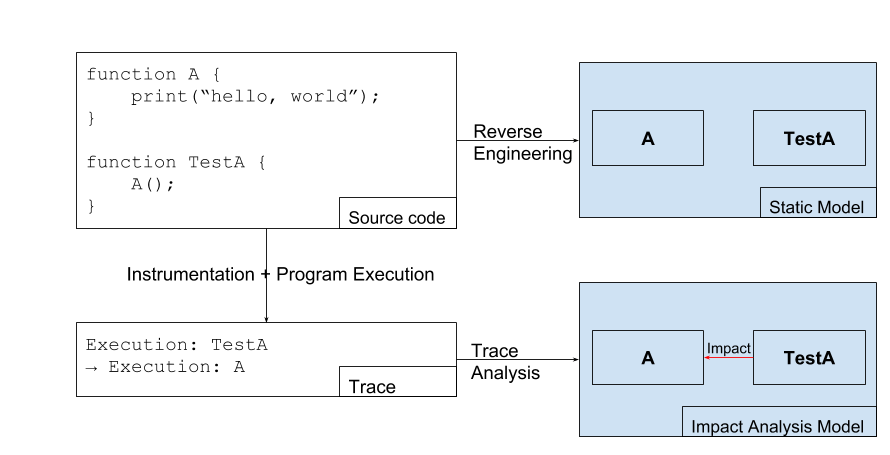 function A {
print(“hello, world”);
}
function TestA {
A();
}
Source code
Reverse
Engineering
A
TestA
Static Model
Instrumentation + Program Execution
Execution: TestA
→ Execution: A
Trace
Trace
Analysis
A
Impact
TestA
Impact Analysis Model